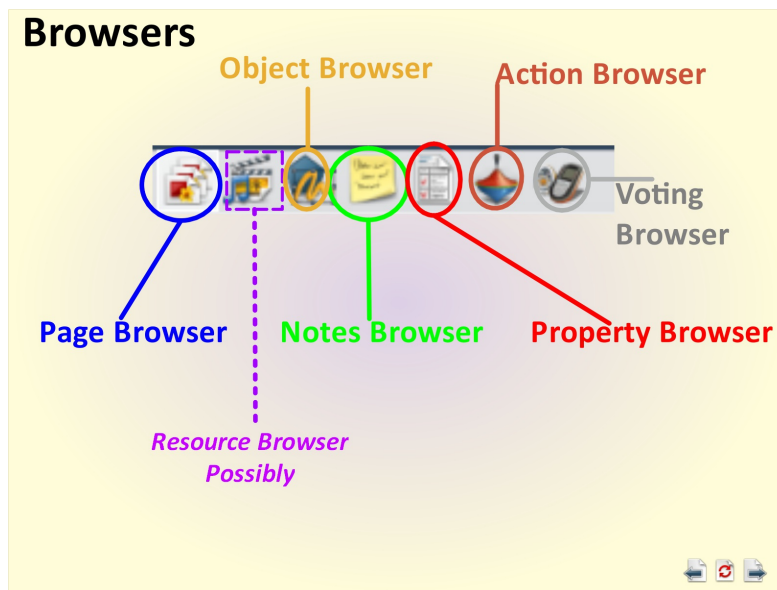 Browsers
Object Browser
Action Browser
Voting
Browser
Page Browser
Notes Browser
Property Browser
Resource Browser
Possibly